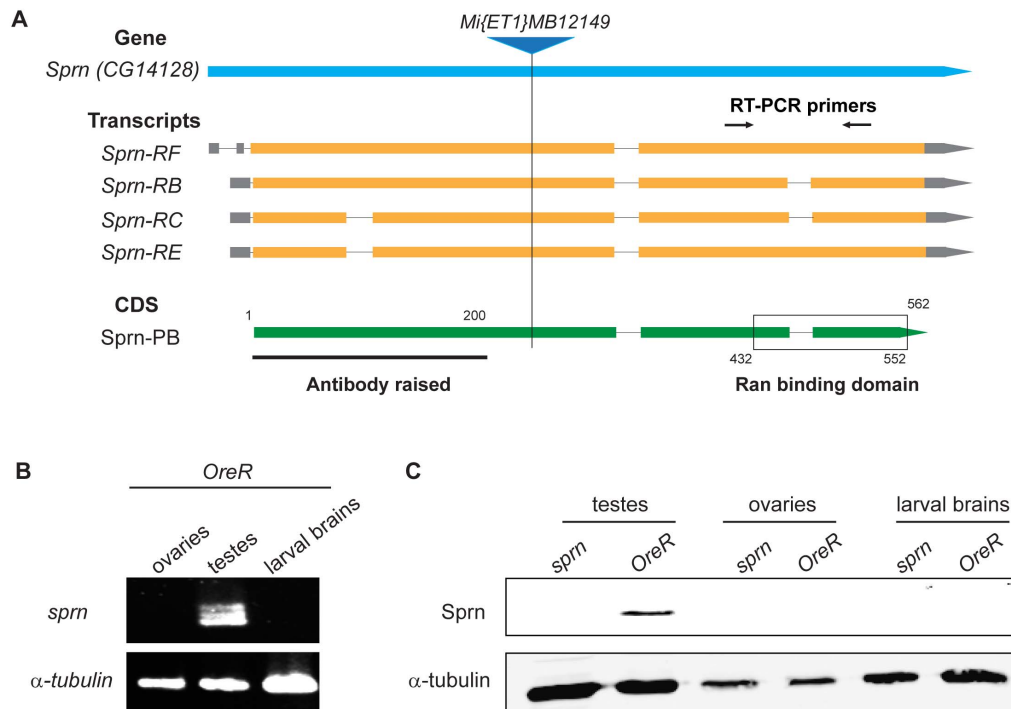 A
Mi{ET1}MB12149
Gene
Sprn (CG14128)
RT-PCR primers
Transcripts
Sprn-RF
Sprn-RB
Sprn-RC
Sprn-RE
CDS
Sprn-PB
1
200
562
432
552
Antibody raised
Ran binding domain
B
OreR
ovaries
testes
larval brains
sprn
α-tubulin
C
testes
ovaries
larval brains
sprn
OreR
sprn
OreR
sprn
OreR
Sprn
α-tubulin